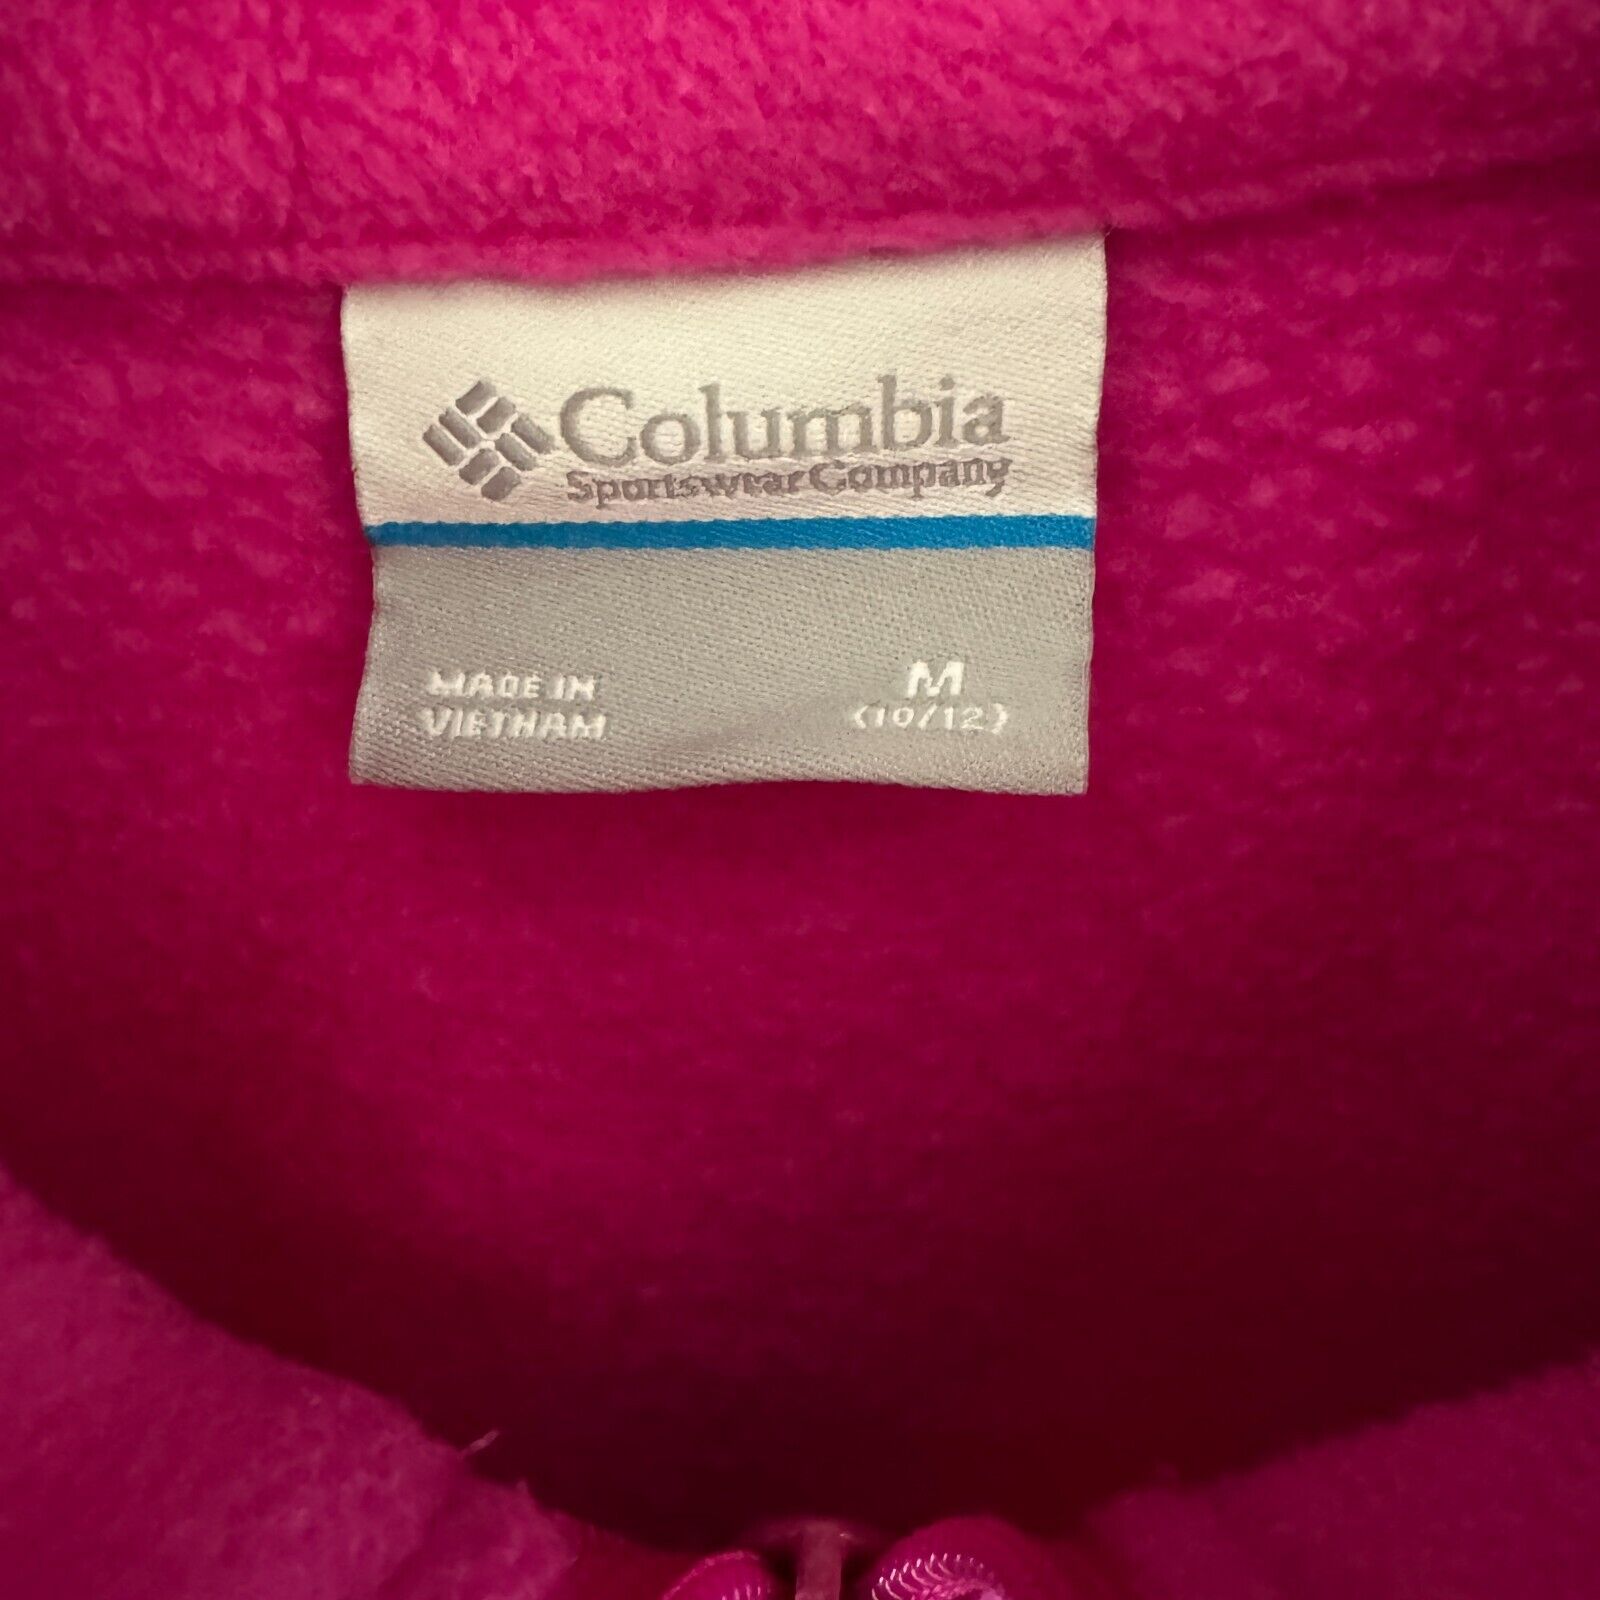 Columbia
Sportswear Company
MADE IN
VIETNAM
M
(10/12)